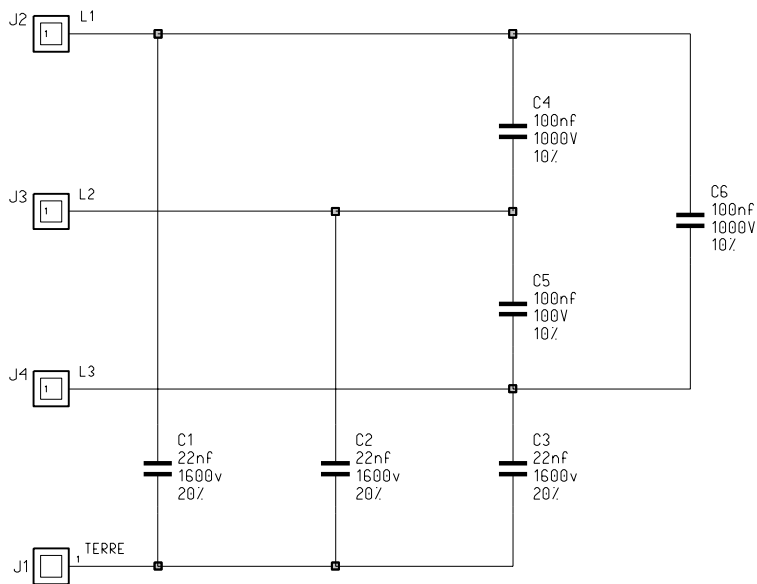 J2 1 L1
C4
100nf
1000V
10%
J3 1 L2
C6
100nf
1000V
10%
C5
100nf
100V
10%
J4 1 L3
C1
22nf
1600v
20%
C2
22nf
1600v
20%
C3
22nf
1600v
20%
J1 1 TERRE